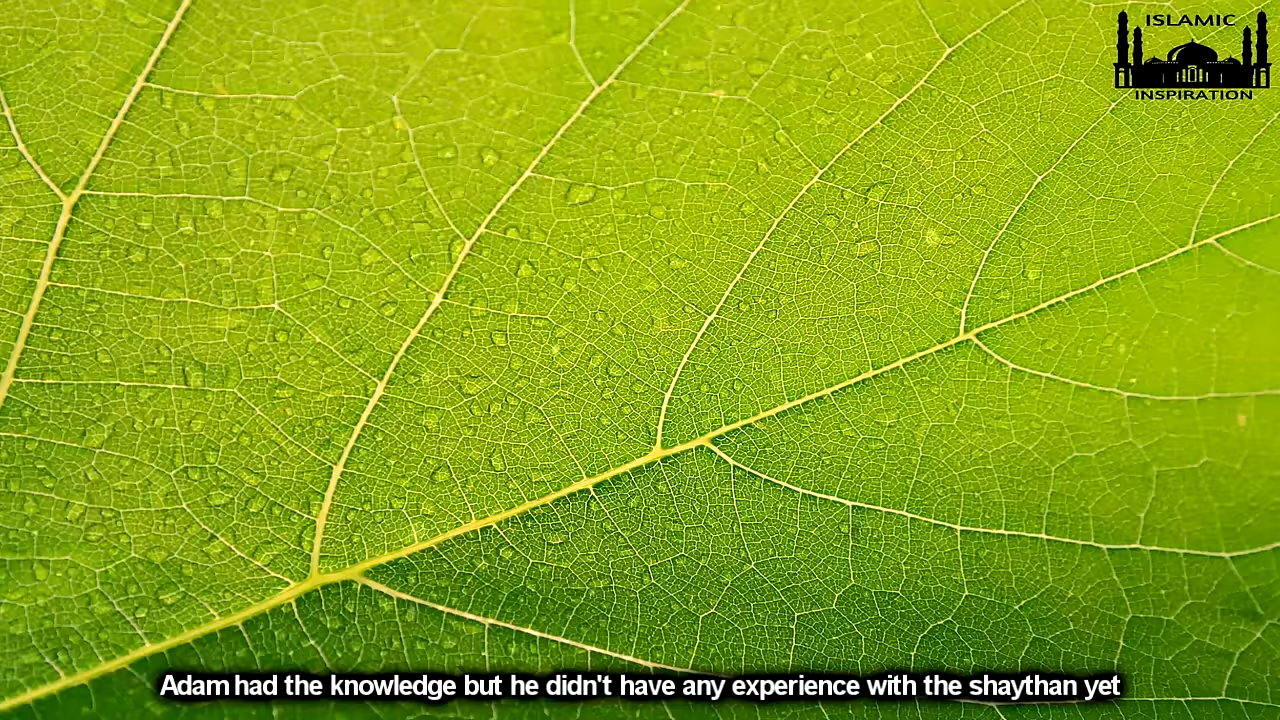 ISLAMIC
INSPIRATION
Adam had the knowledge but he didn't have any experience with the shaythan yet